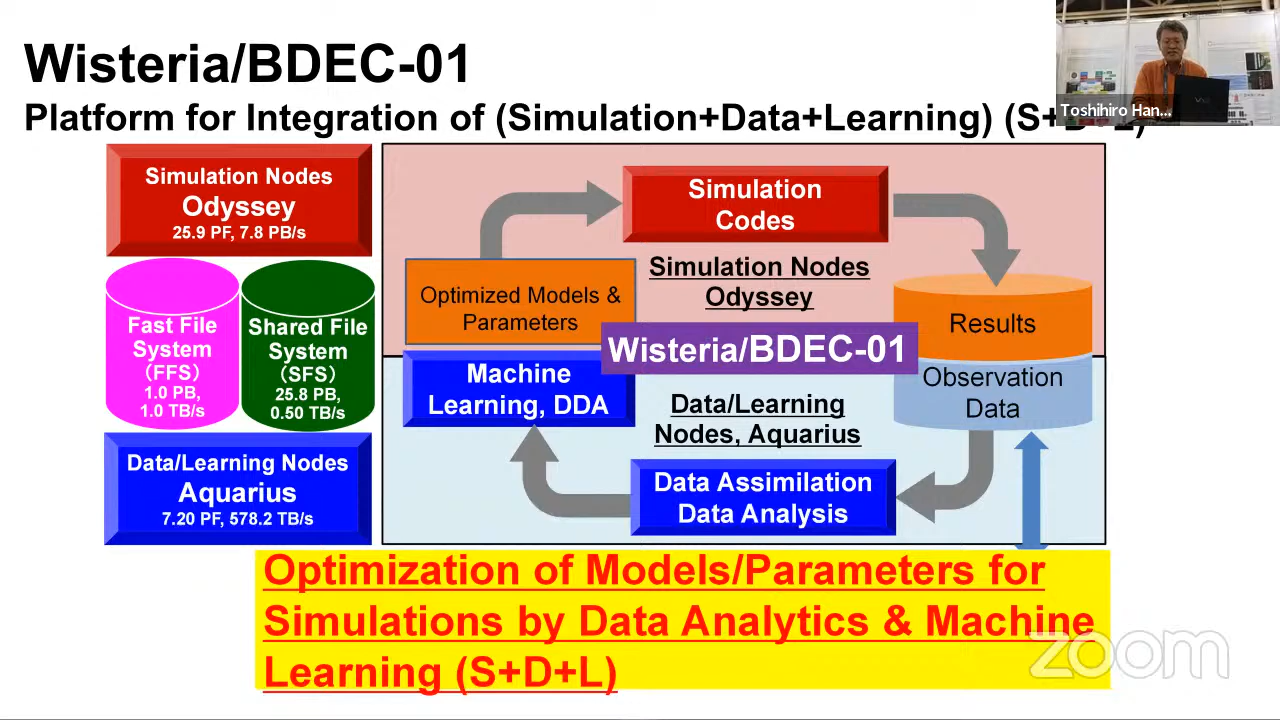 Wisteria/BDEC-01
Platform for Integration of (Simulation+Data+Learning) (S+D+L)
Toshihiro Han...
Simulation Nodes
Odyssey
25.9 PF, 7.8 PB/s
Fast File
System
（FFS）
1.0 PB,
1.0 TB/s
Shared File
System
（SFS）
25.8 PB,
0.50 TB/s
Data/Learning Nodes
Aquarius
7.20 PF, 578.2 TB/s
Simulation
Codes
Simulation Nodes
Odyssey
Optimized Models &
Parameters
Results
Wisteria/BDEC-01
Machine
Learning, DDA
Observation
Data
Data/Learning
Nodes, Aquarius
Data Assimilation
Data Analysis
Optimization of Models/Parameters for
Simulations by Data Analytics & Machine
Learning (S+D+L)
zoom